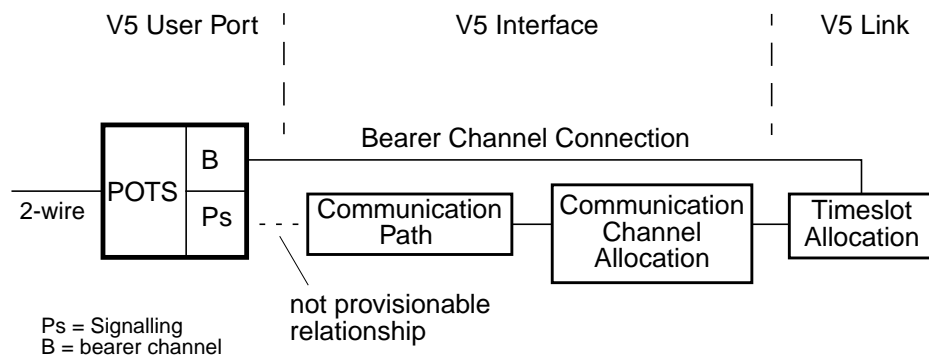 V5 User Port
V5 Interface
V5 Link
Bearer Channel Connection
B
POTS
2-wire
Ps
Communication
Path
Communication
Channel
Allocation
Timeslot
Allocation
not provisionable
relationship
Ps = Signalling
B = bearer channel